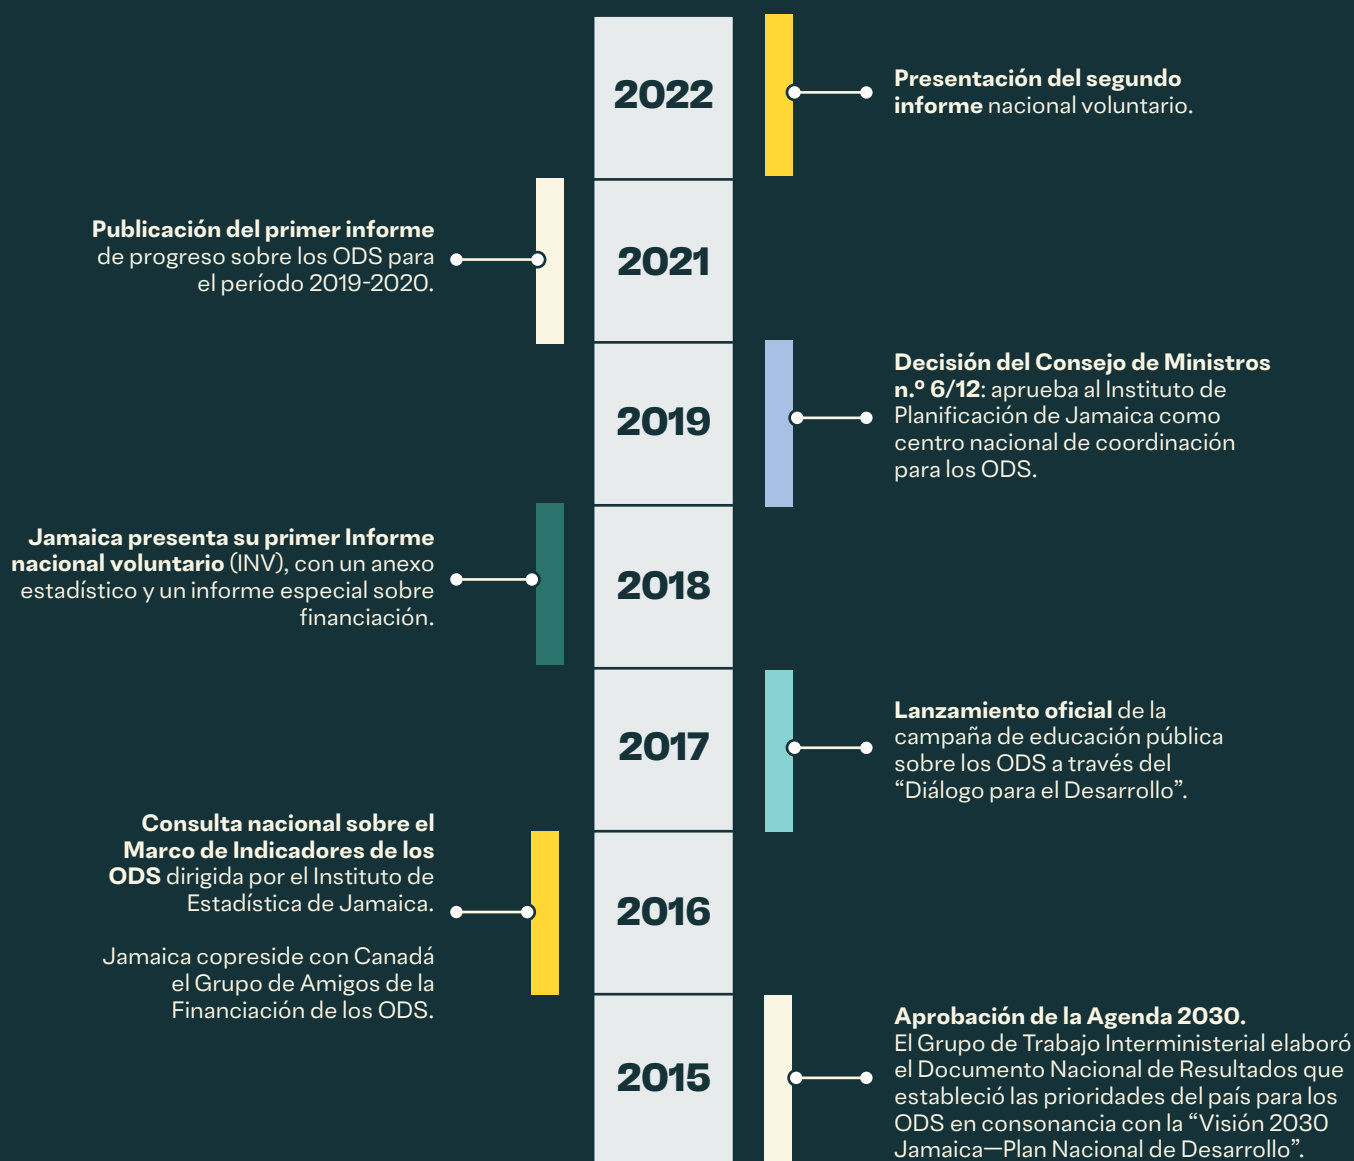 2022
Presentación del segundo
informe nacional voluntario.
Publicación del primer informe
de progreso sobre los ODS para
el período 2019-2020.
2021
2019
Decisión del Consejo de Ministros
n.º 6/12: aprueba al Instituto de
Planificación de Jamaica como
centro nacional de coordinación
para los ODS.
Jamaica presenta su primer Informe
nacional voluntario (INV), con un anexo
estadístico y un informe especial sobre
financiación.
2018
2017
Lanzamiento oficial de la
campaña de educación pública
sobre los ODS a través del
“Diálogo para el Desarrollo”.
Consulta nacional sobre el
Marco de Indicadores de los
ODS dirigida por el Instituto de
Estadística de Jamaica.
Jamaica copreside con Canadá
el Grupo de Amigos de la
Financiación de los ODS.
2016
2015
Aprobación de la Agenda 2030.
El Grupo de Trabajo Interministerial elaboró
el Documento Nacional de Resultados que
estableció las prioridades del país para los
ODS en consonancia con la “Visión 2030
Jamaica—Plan Nacional de Desarrollo”.